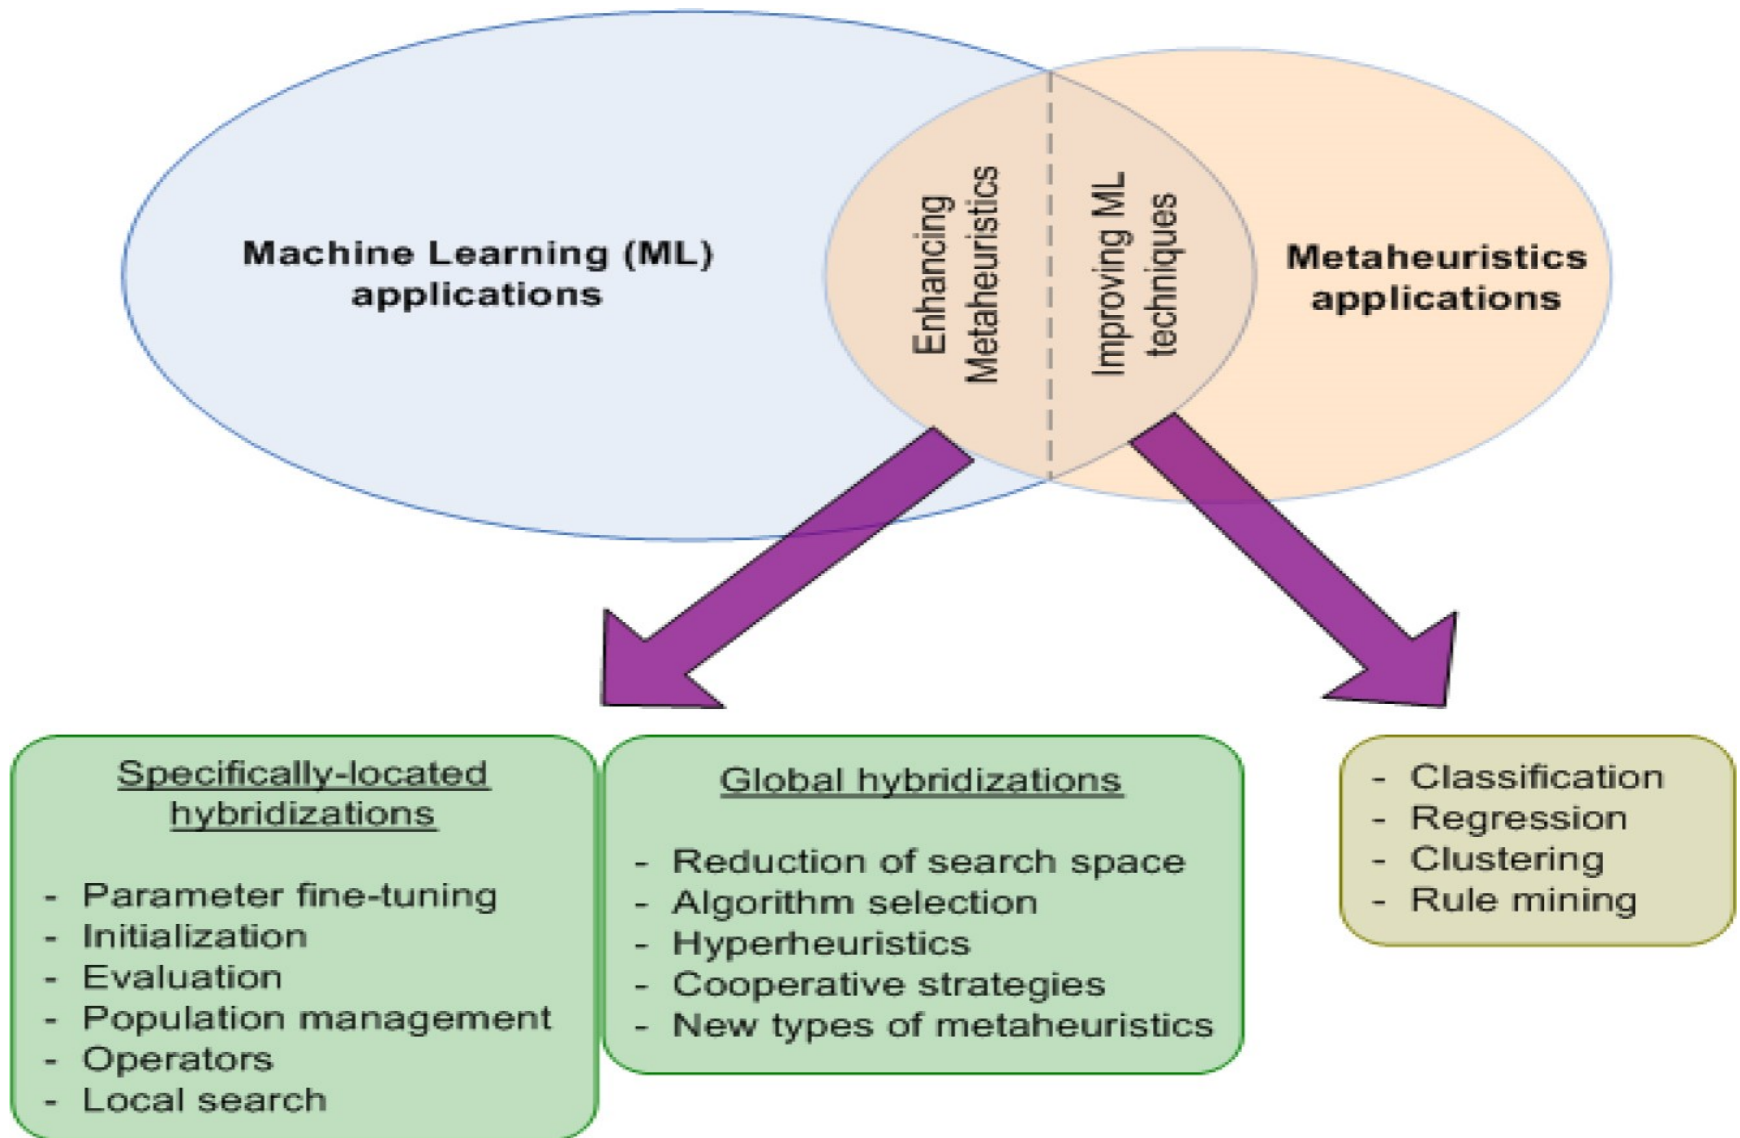 Machine Learning (ML)
applications
Enhancing
Metaheuristics
Improving ML
techniques
Metaheuristics
applications
Specifically-located
hybridizations
- Parameter fine-tuning
- Initialization
- Evaluation
- Population management
- Operators
- Local search
Global hybridizations
- Reduction of search space
- Algorithm selection
- Hyperheuristics
- Cooperative strategies
- New types of metaheuristics
- Classification
- Regression
- Clustering
- Rule mining